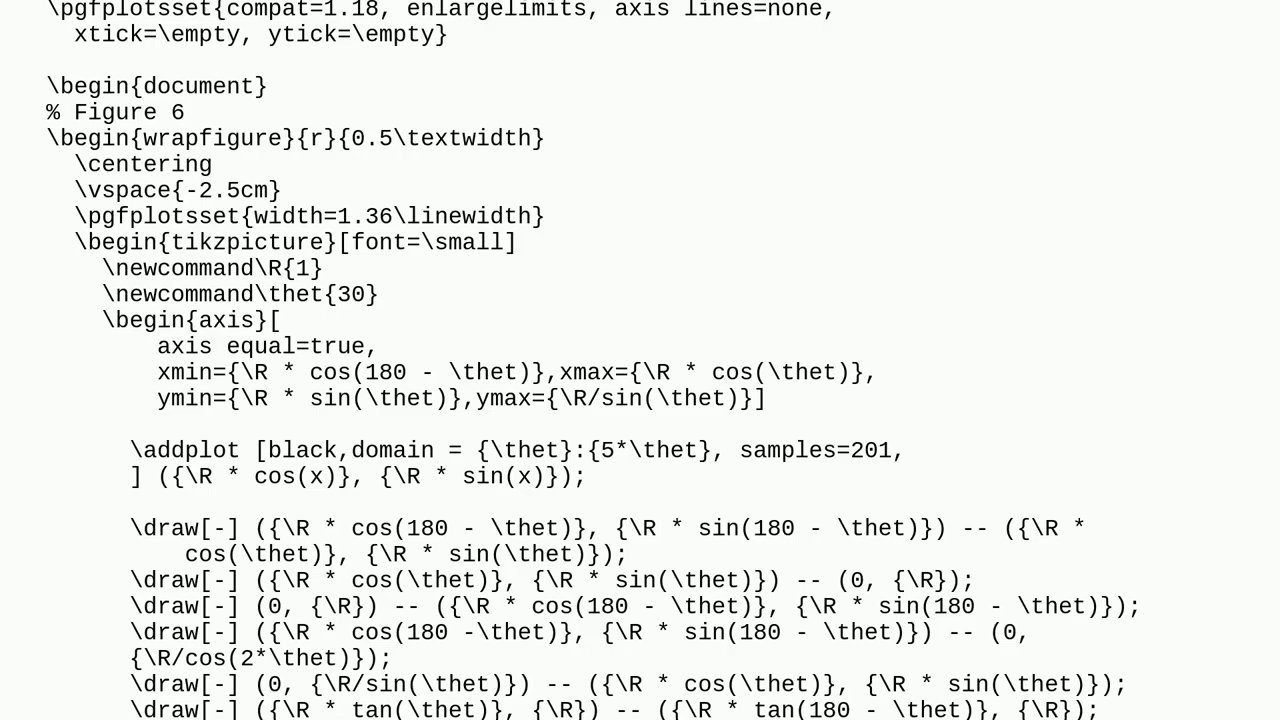 \pgfplotsset{compat=1.18, enlargelimits, axis lines=none,
  xtick=\empty, ytick=\empty}

\begin{document}
% Figure 6
\begin{wrapfigure}{r}{0.5\textwidth}
  \centering
  \vspace{-2.5cm}
  \pgfplotsset{width=1.36\linewidth}
  \begin{tikzpicture}[font=\small]
    \newcommand\R{1}
    \newcommand\thet{30}
    \begin{axis}[
        axis equal=true,
        xmin={\R * cos(180 - \thet)},xmax={\R * cos(\thet)},
        ymin={\R * sin(\thet)},ymax={\R/sin(\thet)}]

      \addplot [black,domain = {\thet}:{5*\thet}, samples=201,
      ] ({\R * cos(x)}, {\R * sin(x)});

      \draw[-] ({\R * cos(180 - \thet)}, {\R * sin(180 - \thet)}) -- ({\R *
          cos(\thet)}, {\R * sin(\thet)});
      \draw[-] ({\R * cos(\thet)}, {\R * sin(\thet)}) -- (0, {\R});
      \draw[-] (0, {\R}) -- ({\R * cos(180 - \thet)}, {\R * sin(180 - \thet)});
      \draw[-] ({\R * cos(180 -\thet)}, {\R * sin(180 - \thet)}) -- (0,
      {\R/cos(2*\thet)});
      \draw[-] (0, {\R/sin(\thet)}) -- ({\R * cos(\thet)}, {\R * sin(\thet)});
      \draw[-] ({\R * tan(\thet)}, {\R}) -- ({\R * tan(180 - \thet)}, {\R});